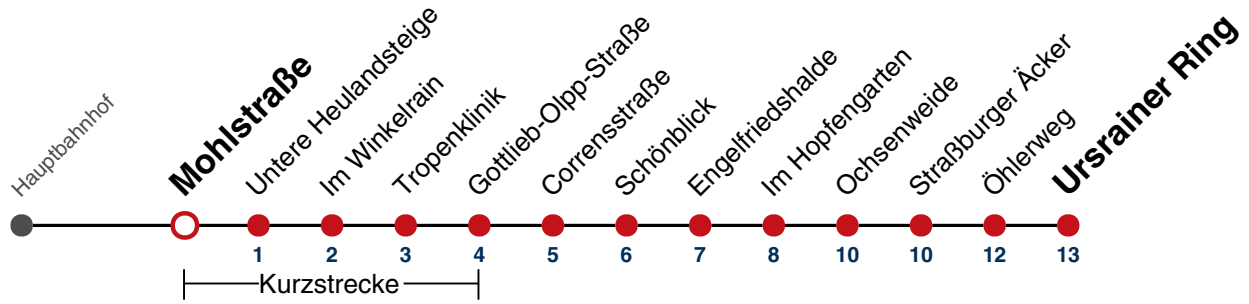 Hauptbahnhof
Mohlstraße
Untere Heulandsteige
Im Winkelrain
Tropenklinik
Gottlieb-Olpp-Straße
Corrensstraße
Schönblick
Engelfriedshalde
Im Hopfengarten
Ochsenweide
Straßburger Äcker
Öhlerweg
Ursrainer Ring
1 2 3 4 5 6 7 8 10 10 12 13
Kurzstrecke